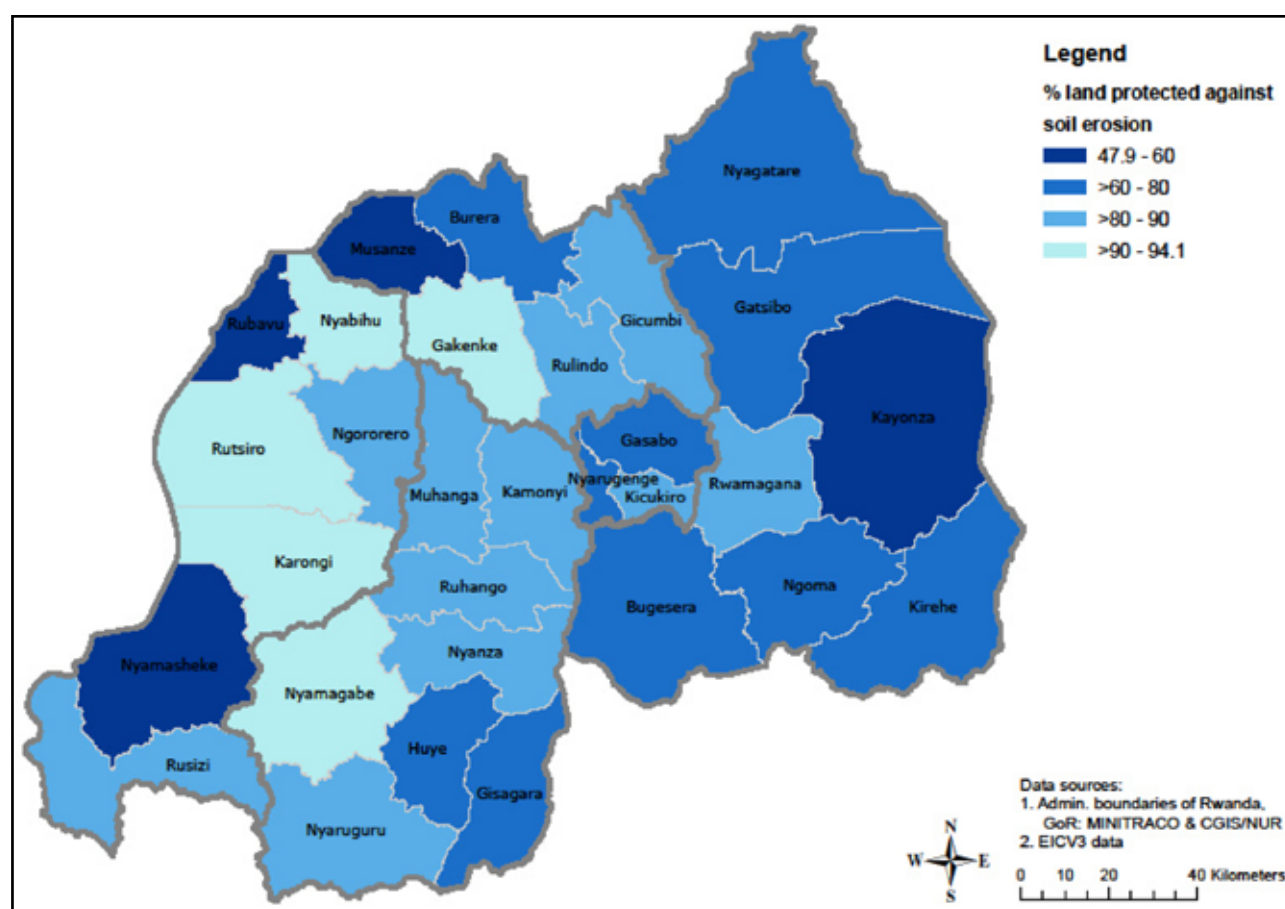 Legend
% land protected against
soil erosion
47.9 - 60
>60 - 80
>80 - 90
>90 - 94.1
Nyagatare
Burera
Musanze
Gatsibo
Rubavu
Nyabihu
Gicumbi
Gakenke
Rulindo
Kayonza
Rutsiro
Ngororero
Gasabo
Muhanga
Kamonyi
Nyarugenge
Rwamagana
Kicukiro
Karongi
Ruhango
Ngoma
Bugesera
Kirehe
Nyanza
Nyamasheke
Nyamagabe
Huye
Rusizi
Gisagara
Nyaruguru
Data sources:
1. Admin. boundaries of Rwanda,
GoR: MINITRACO & CGIS/NUR
2. EICV3 data
N
W E
S
0 10 20 40 Kilometers